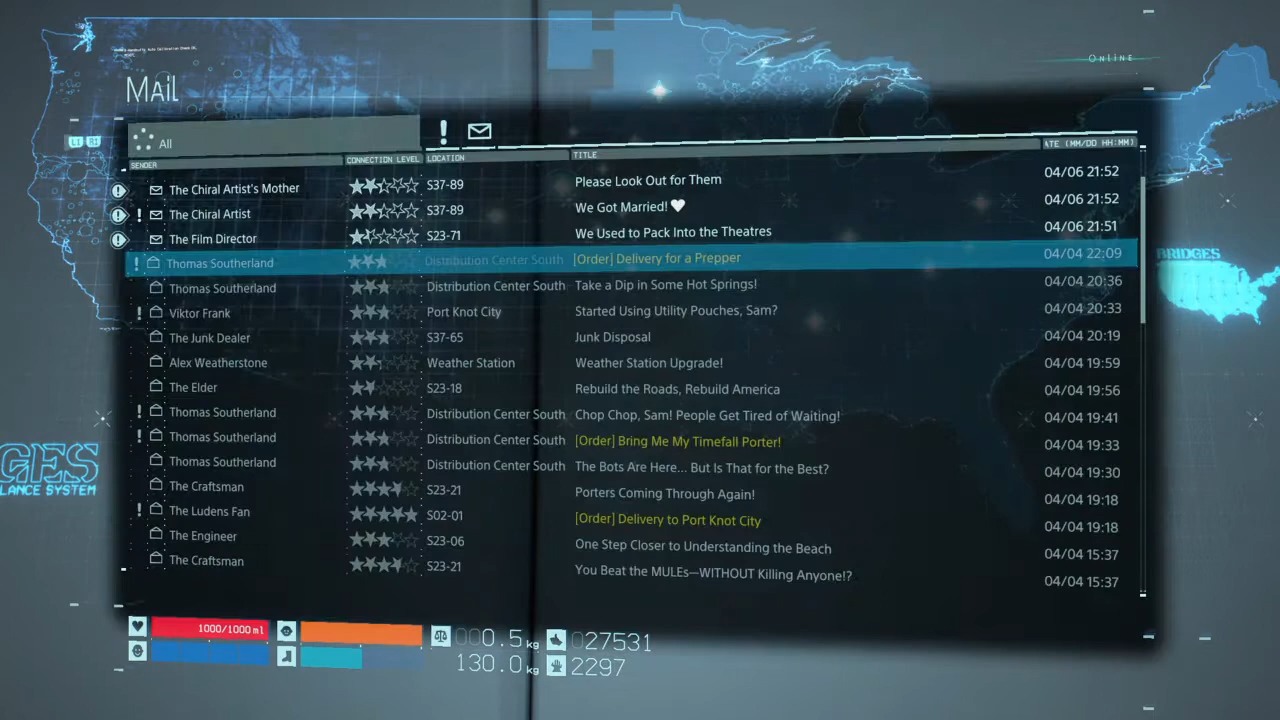 Mail
Online
L1 R1
All
SENDER CONNECTION LEVEL LOCATION TITLE ATE (MM/DD HH:MM)
The Chiral Artist's Mother S37-89 Please Look Out for Them 04/06 21:52
The Chiral Artist S37-89 We Got Married! ♥ 04/06 21:52
The Film Director S23-71 We Used to Pack Into the Theatres 04/06 21:51
Thomas Southerland Distribution Center South [Order] Delivery for a Prepper 04/04 22:09
Thomas Southerland Distribution Center South Take a Dip in Some Hot Springs! 04/04 20:36
Viktor Frank Port Knot City Started Using Utility Pouches, Sam? 04/04 20:33
The Junk Dealer S37-65 Junk Disposal 04/04 20:19
Alex Weatherstone Weather Station Weather Station Upgrade! 04/04 19:59
The Elder S23-18 Rebuild the Roads, Rebuild America 04/04 19:56
Thomas Southerland Distribution Center South Chop Chop, Sam! People Get Tired of Waiting! 04/04 19:41
Thomas Southerland Distribution Center South [Order] Bring Me My Timefall Porter! 04/04 19:33
Thomas Southerland Distribution Center South The Bots Are Here... But Is That for the Best? 04/04 19:30
The Craftsman S23-21 Porters Coming Through Again! 04/04 19:18
The Ludens Fan S02-01 [Order] Delivery to Port Knot City 04/04 19:18
The Engineer S23-06 One Step Closer to Understanding the Beach 04/04 15:37
The Craftsman S23-21 You Beat the MULEs—WITHOUT Killing Anyone!? 04/04 15:37
BRIDGES
GES
LANCE SYSTEM
1000/1000 ml
000.5 kg 027531
130.0 kg 2297